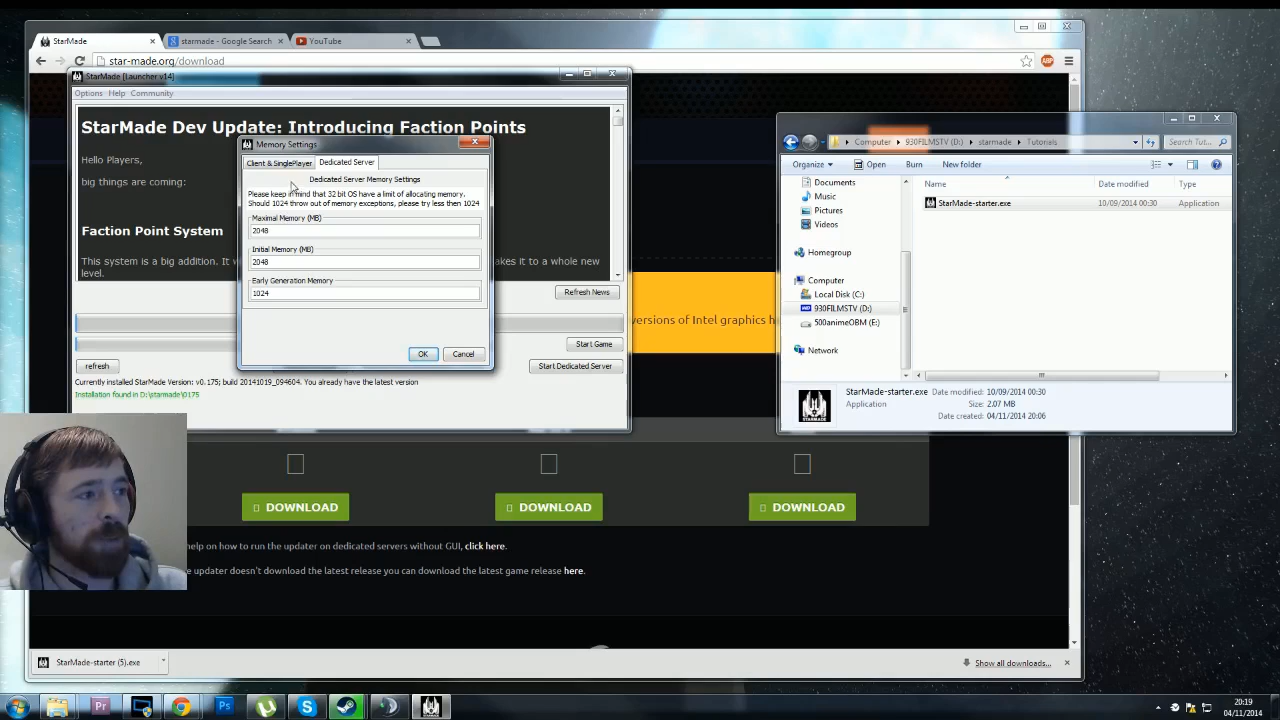 StarMade
starmade - Google Search
YouTube
star-made.org/download
ABP
StarMade [Launcher v14]
Options Help Community
StarMade Dev Update: Introducing Faction Points
Hello Players,
big things are coming:
Faction Point System
This system is a big addition. It
akes it to a whole new
level.
Refresh News
Start Game
refresh
Start Dedicated Server
Currently installed StarMade Version: v0.175; build 20141019_094604. You already have the latest version
Installation found in D:\starmade\0175
Memory Settings
Client & SinglePlayer Dedicated Server
Dedicated Server Memory Settings
Please keep in mind that 32 bit OS have a limit of allocating memory.
Should 1024 throw out of memory exceptions, please try less then 1024
Maximal Memory (MB)
2048
Initial Memory (MB)
2048
Early Generation Memory
1024
OK Cancel
versions of Intel graphics h
Computer 930FILMSTV (D:) starmade Tutorials
Search Tut...
Organize Open Burn New folder
Documents
Music
Pictures
Videos
Homegroup
Computer
Local Disk (C:)
930FILMSTV (D:)
500animeOBM (E:)
Network
Name Date modified Type
StarMade-starter.exe 10/09/2014 00:30 Application
StarMade-starter.exe Date modified: 10/09/2014 00:30
Application Size: 2.07 MB
Date created: 04/11/2014 20:06
DOWNLOAD DOWNLOAD DOWNLOAD
help on how to run the updater on dedicated servers without GUI, click here.
e updater doesn't download the latest release you can download the latest game release here.
StarMade-starter (5).exe
Show all downloads...
Pr
Ps
20:19
04/11/2014